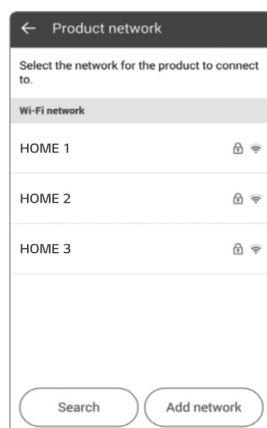 Product network
Select the network for the product to connect
to.
Wi-Fi network
HOME 1
HOME 2
HOME 3
Search
Add network